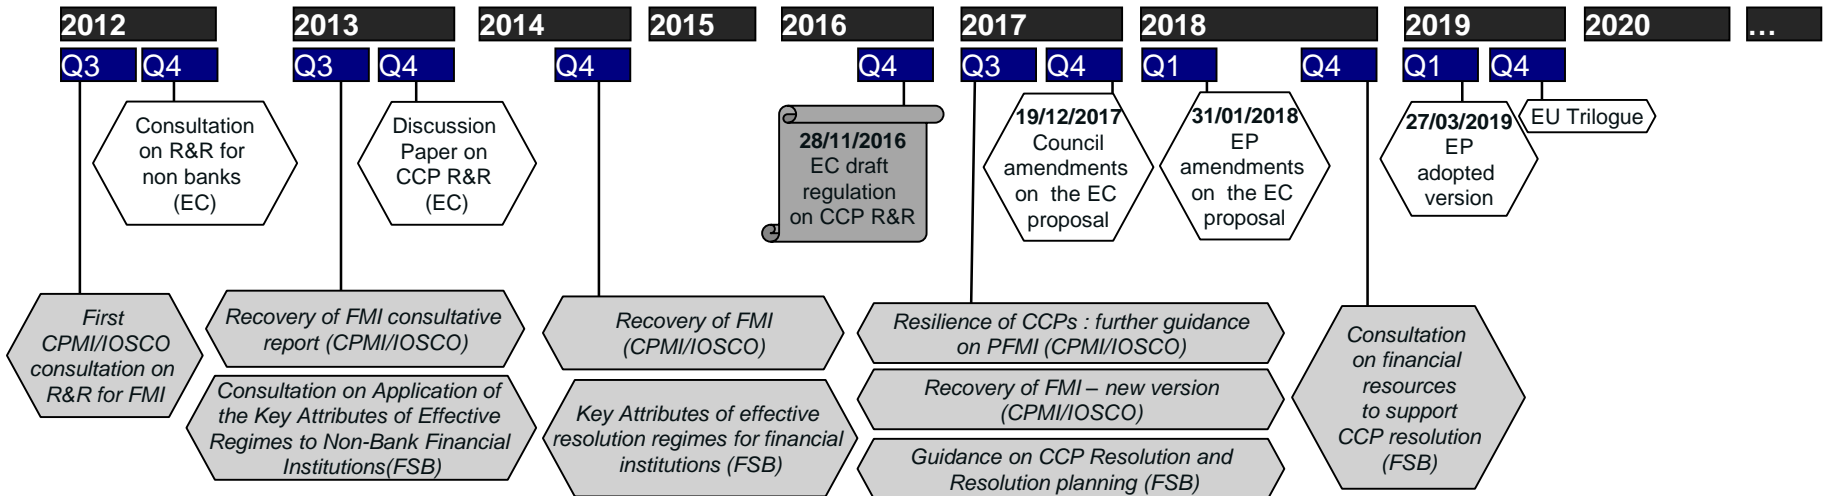 2012
2013
2014
2015
2016
2017
2018
2019
2020
...
Q3
Q4
Q3
Q4
Q4
Q4
Q3
Q4
Q1
Q4
Q1
Q4
Consultation
on R&R for
non banks
(EC)
Discussion
Paper on
CCP R&R
(EC)
28/11/2016
EC draft
regulation
on CCP R&R
19/12/2017
Council
amendments
on the EC
proposal
31/01/2018
EP
amendments
on the EC
proposal
27/03/2019
EP
adopted
version
EU Trilogue
First
CPMI/IOSCO
consultation on
R&R for FMI
Recovery of FMI consultative
report (CPMI/IOSCO)
Consultation on Application of
the Key Attributes of Effective
Regimes to Non-Bank Financial
Institutions(FSB)
Recovery of FMI
(CPMI/IOSCO)
Key Attributes of effective
resolution regimes for financial
institutions (FSB)
Resilience of CCPs : further guidance
on PFMI (CPMI/IOSCO)
Recovery of FMI – new version
(CPMI/IOSCO)
Guidance on CCP Resolution and
Resolution planning (FSB)
Consultation
on financial
resources
to support
CCP resolution
(FSB)